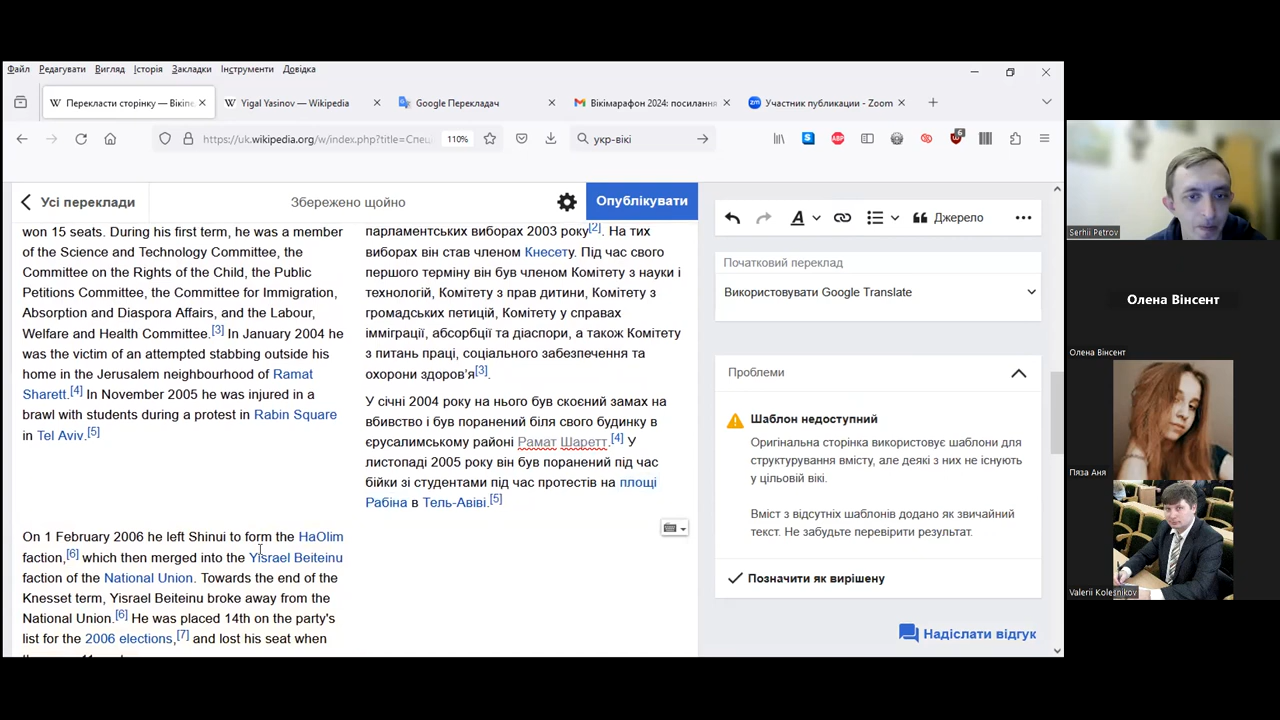 Файл Редагувати Вигляд Історія Закладки Інструменти Довідка
Перекласти сторінку — Вікіпе
Yigal Yasinov — Wikipedia
Google Перекладач
Вікімарафон 2024: посилання
Участник публикации - Zoom
https://uk.wikipedia.org/w/index.php?title=Спец
110%
укр-вікі
6
Усі переклади
Збережено щойно
Опублікувати
won 15 seats. During his first term, he was a member
of the Science and Technology Committee, the
Committee on the Rights of the Child, the Public
Petitions Committee, the Committee for Immigration,
Absorption and Diaspora Affairs, and the Labour,
Welfare and Health Committee.[3] In January 2004 he
was the victim of an attempted stabbing outside his
home in the Jerusalem neighbourhood of Ramat
Sharett.[4] In November 2005 he was injured in a
brawl with students during a protest in Rabin Square
in Tel Aviv.[5]
On 1 February 2006 he left Shinui to form the HaOlim
faction,[6] which then merged into the Yisrael Beiteinu
faction of the National Union. Towards the end of the
Knesset term, Yisrael Beiteinu broke away from the
National Union.[6] He was placed 14th on the party's
list for the 2006 elections,[7] and lost his seat when
парламентських виборах 2003 року[2]. На тих
виборах він став членом Кнесету. Під час свого
першого терміну він був членом Комітету з науки і
технологій, Комітету з прав дитини, Комітету з
громадських петицій, Комітету у справах
імміграції, абсорбції та діаспори, а також Комітету
з питань праці, соціального забезпечення та
охорони здоров'я[3].
У січні 2004 року на нього був скоєний замах на
вбивство і був поранений біля свого будинку в
єрусалимському районі Рамат Шаретт.[4] У
листопаді 2005 року він був поранений під час
бійки зі студентами під час протестів на площі
Рабіна в Тель-Авіві.[5]
A
Джерело
Початковий переклад
Використовувати Google Translate
Проблеми
Шаблон недоступний
Оригінальна сторінка використовує шаблони для
структурування вмісту, але деякі з них не існують
у цільовій вікі.
Вміст з відсутніх шаблонів додано як звичайний
текст. Не забудьте перевірити результат.
Позначити як вирішену
Надіслати відгук
Serhii Petrov
Олена Вінсент
Олена Вінсент
Пяза Аня
Valerii Kolesnikov